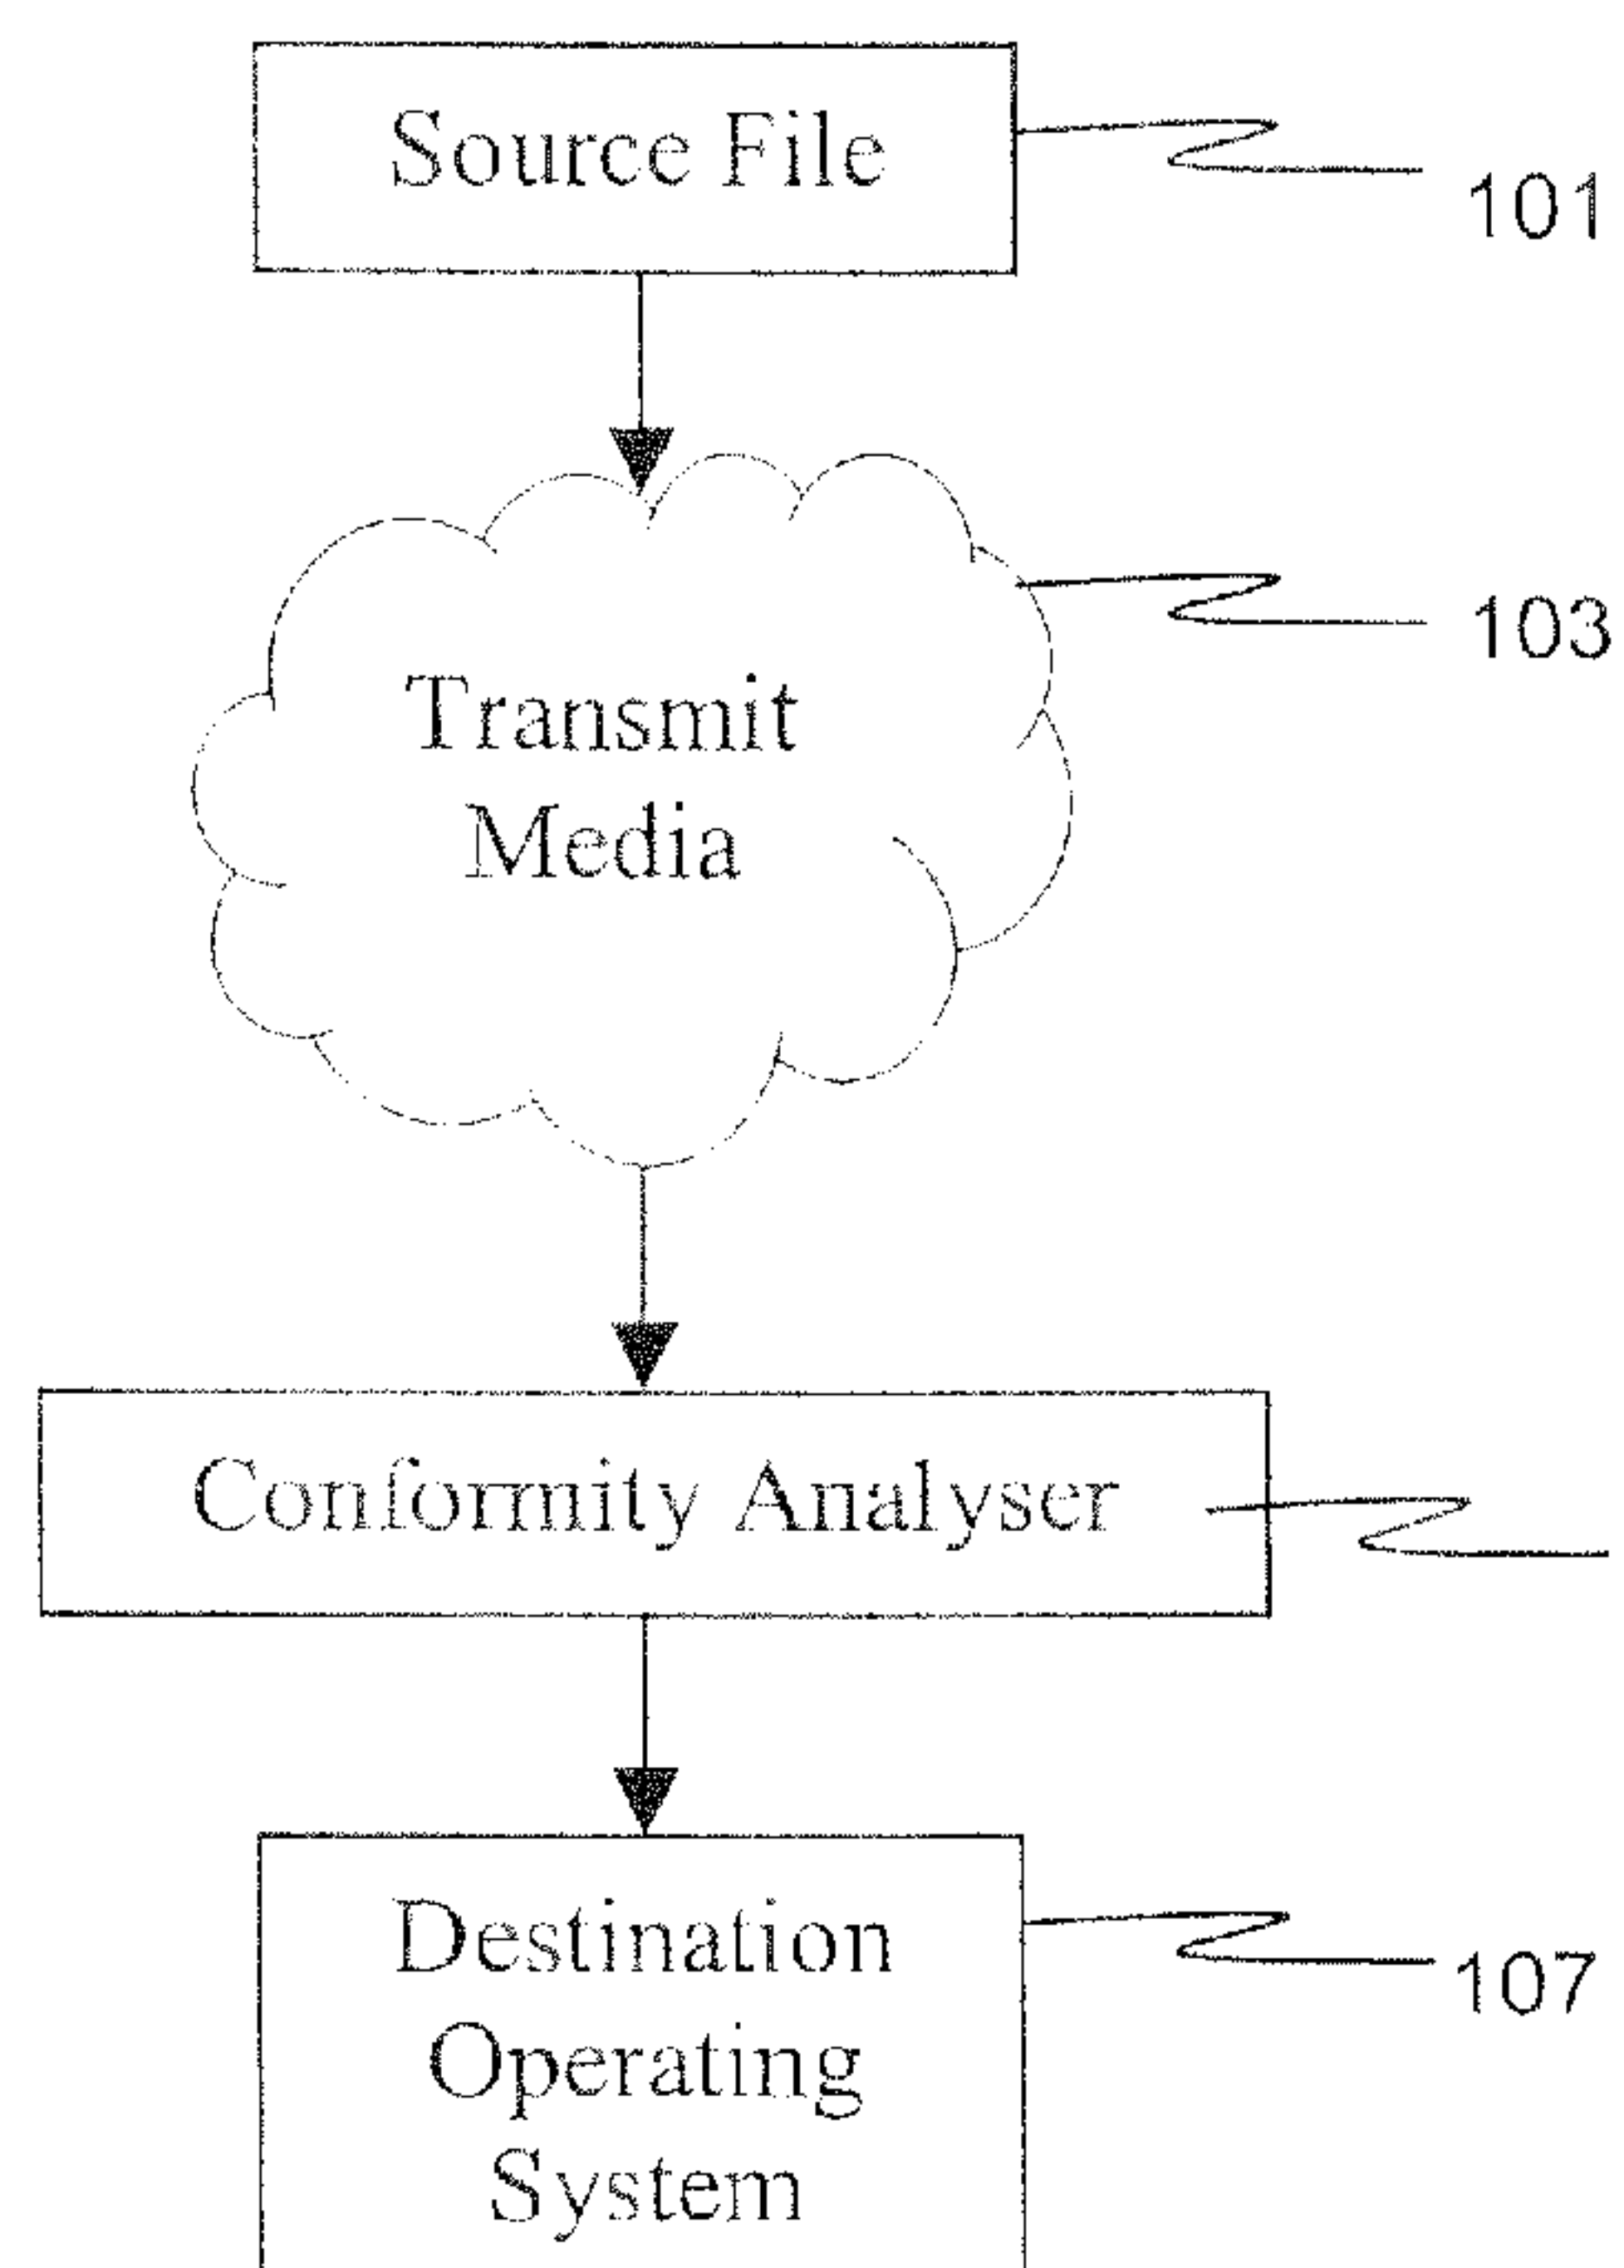 Source File
101
103
Transmit
Media
Conformity Analyser
Destination
Operating
System
107